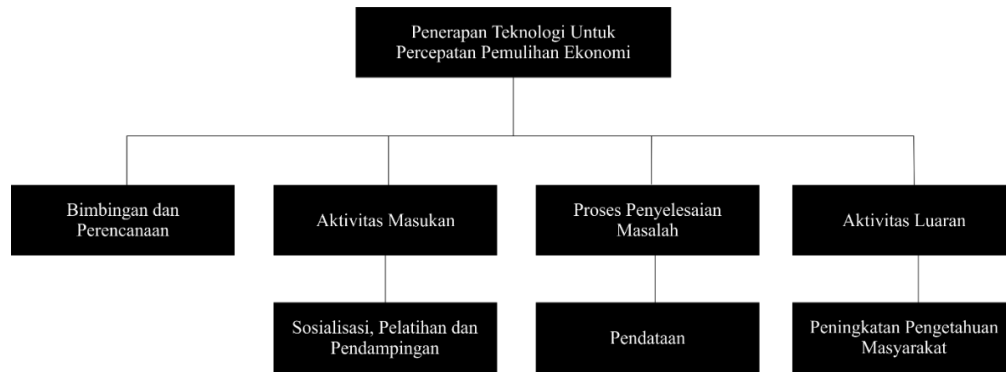 Penerapan Teknologi Untuk
Percepatan Pemulihan Ekonomi
Bimbingan dan
Perencanaan
Aktivitas Masukan
Proses Penyelesaian
Masalah
Aktivitas Luaran
Sosialisasi, Pelatihan dan
Pendampingan
Pendataan
Peningkatan Pengetahuan
Masyarakat